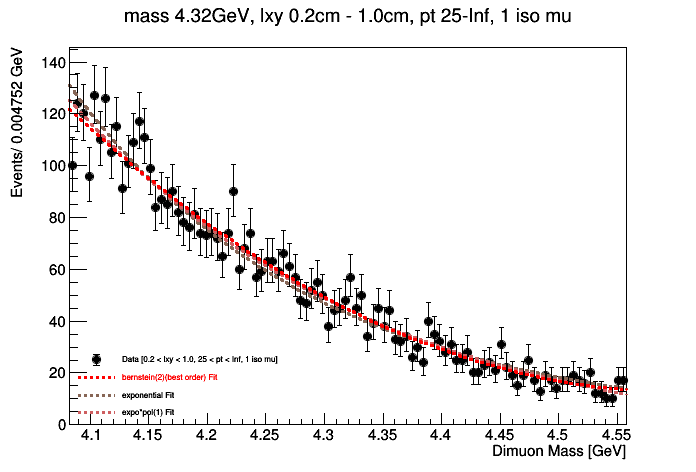 mass 4.32GeV, lxy 0.2cm - 1.0cm, pt 25-Inf, 1 iso mu
Events/ 0.004752 GeV
140
120
100
80
60
40
20
0
Data [0.2 < lxy < 1.0, 25 < pt < Inf, 1 iso mu]
bernstein(2)(best order) Fit
exponential Fit
expo*pol(1) Fit
4.1 4.15 4.2 4.25 4.3 4.35 4.4 4.45 4.5 4.55
Dimuon Mass [GeV]